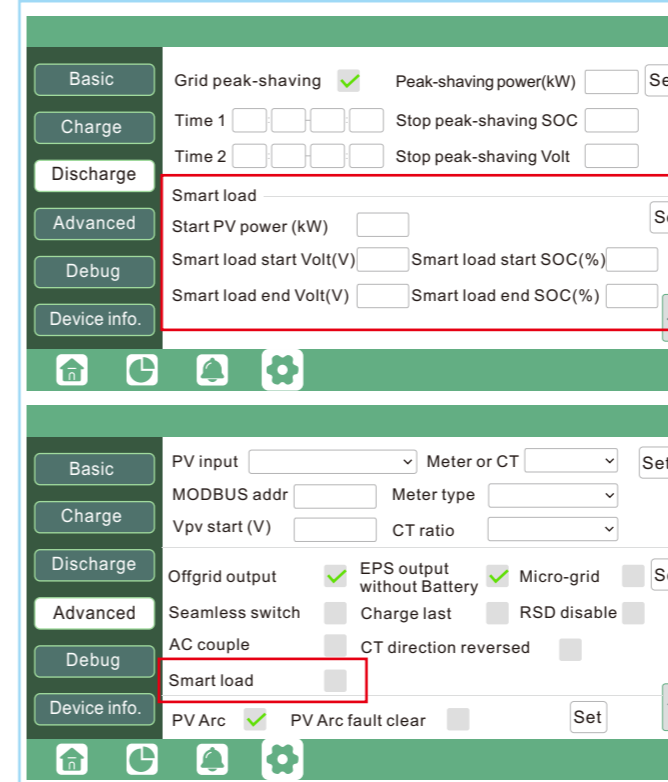 Basic
Charge
Discharge
Advanced
Debug
Device info.
Grid peak-shaving Peak-shaving power(kW)
Time 1 : - : Stop peak-shaving SOC
Time 2 : - : Stop peak-shaving Volt
Smart load
Start PV power (kW)
Smart load start Volt(V) Smart load start SOC(%)
Smart load end Volt(V) Smart load end SOC(%)
Basic
Charge
Discharge
Advanced
Debug
Device info.
PV input Meter or CT Set
MODBUS addr Meter type
Vpv start (V) CT ratio
Offgrid output EPS output
without Battery Micro-grid
Seamless switch Charge last RSD disable
AC couple CT direction reversed
Smart load
PV Arc PV Arc fault clear Set